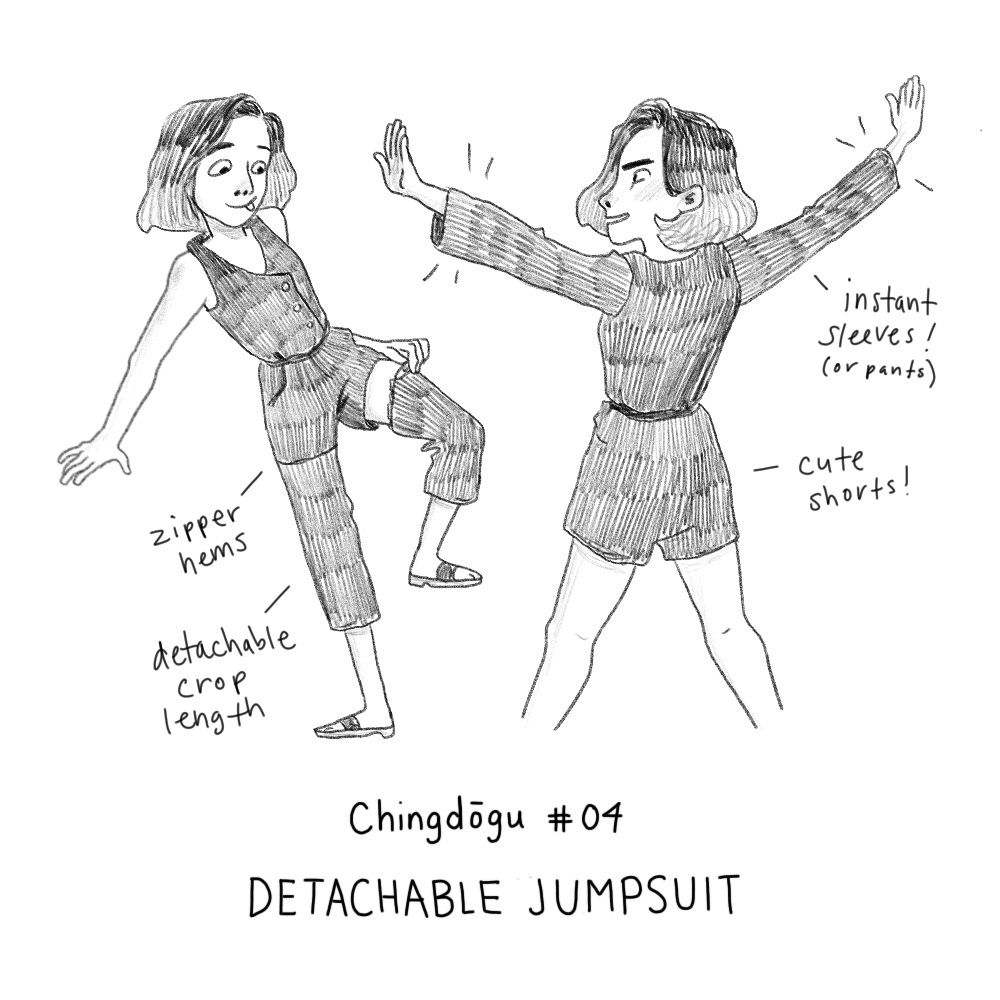 instant
sleeves!
(or pants)
cute
shorts!
zipper
hems
detachable
crop
length
Chingdōgu #04
DETACHABLE JUMPSUIT